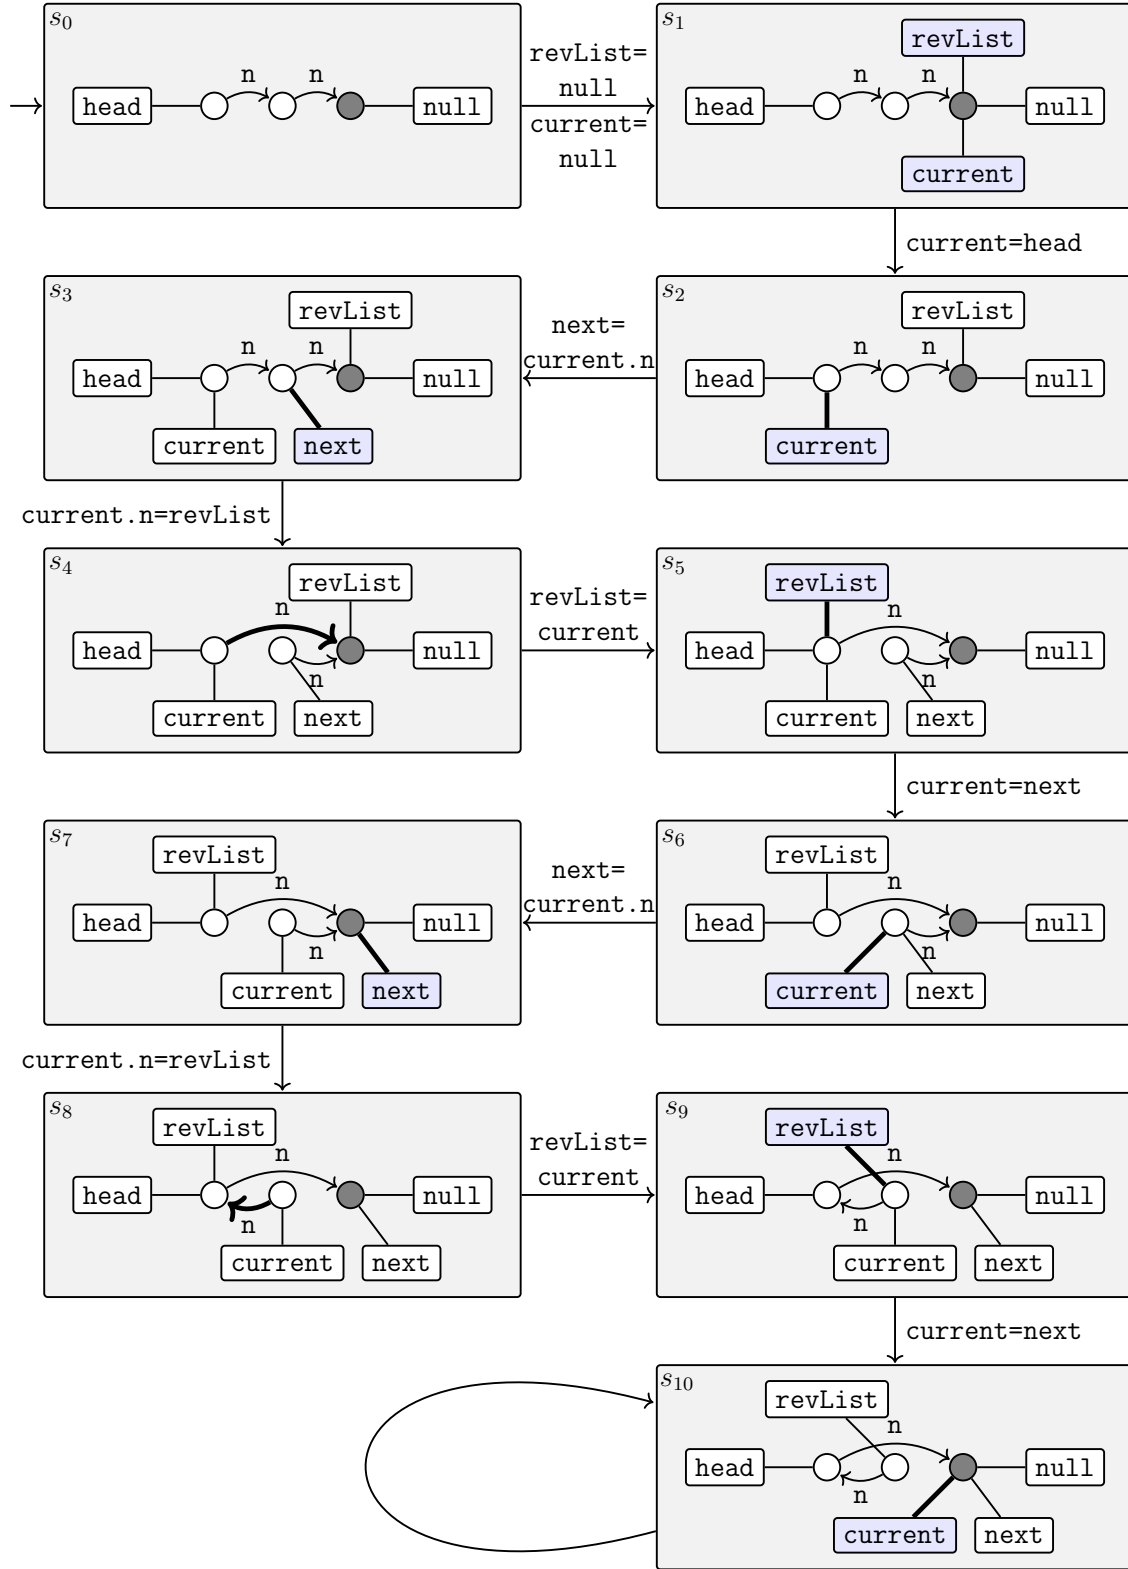 s0
n n
head null
revList=
null
current=
null
s1
revList
n n
head null
current
current=head
s3
revList
n n
head null
current next
next=
current.n
s2
revList
n n
head null
current
current.n=revList
s4
revList
n
head null
n
current next
revList=
current
s5
revList
n
head null
n
current next
current=next
s7
revList
n
head null
n
current next
next=
current.n
s6
revList
n
head null
n
current next
current.n=revList
s8
revList
n
head null
n
current next
revList=
current
s9
revList
n
head null
n
current next
current=next
s10
revList
n
head null
n
current next